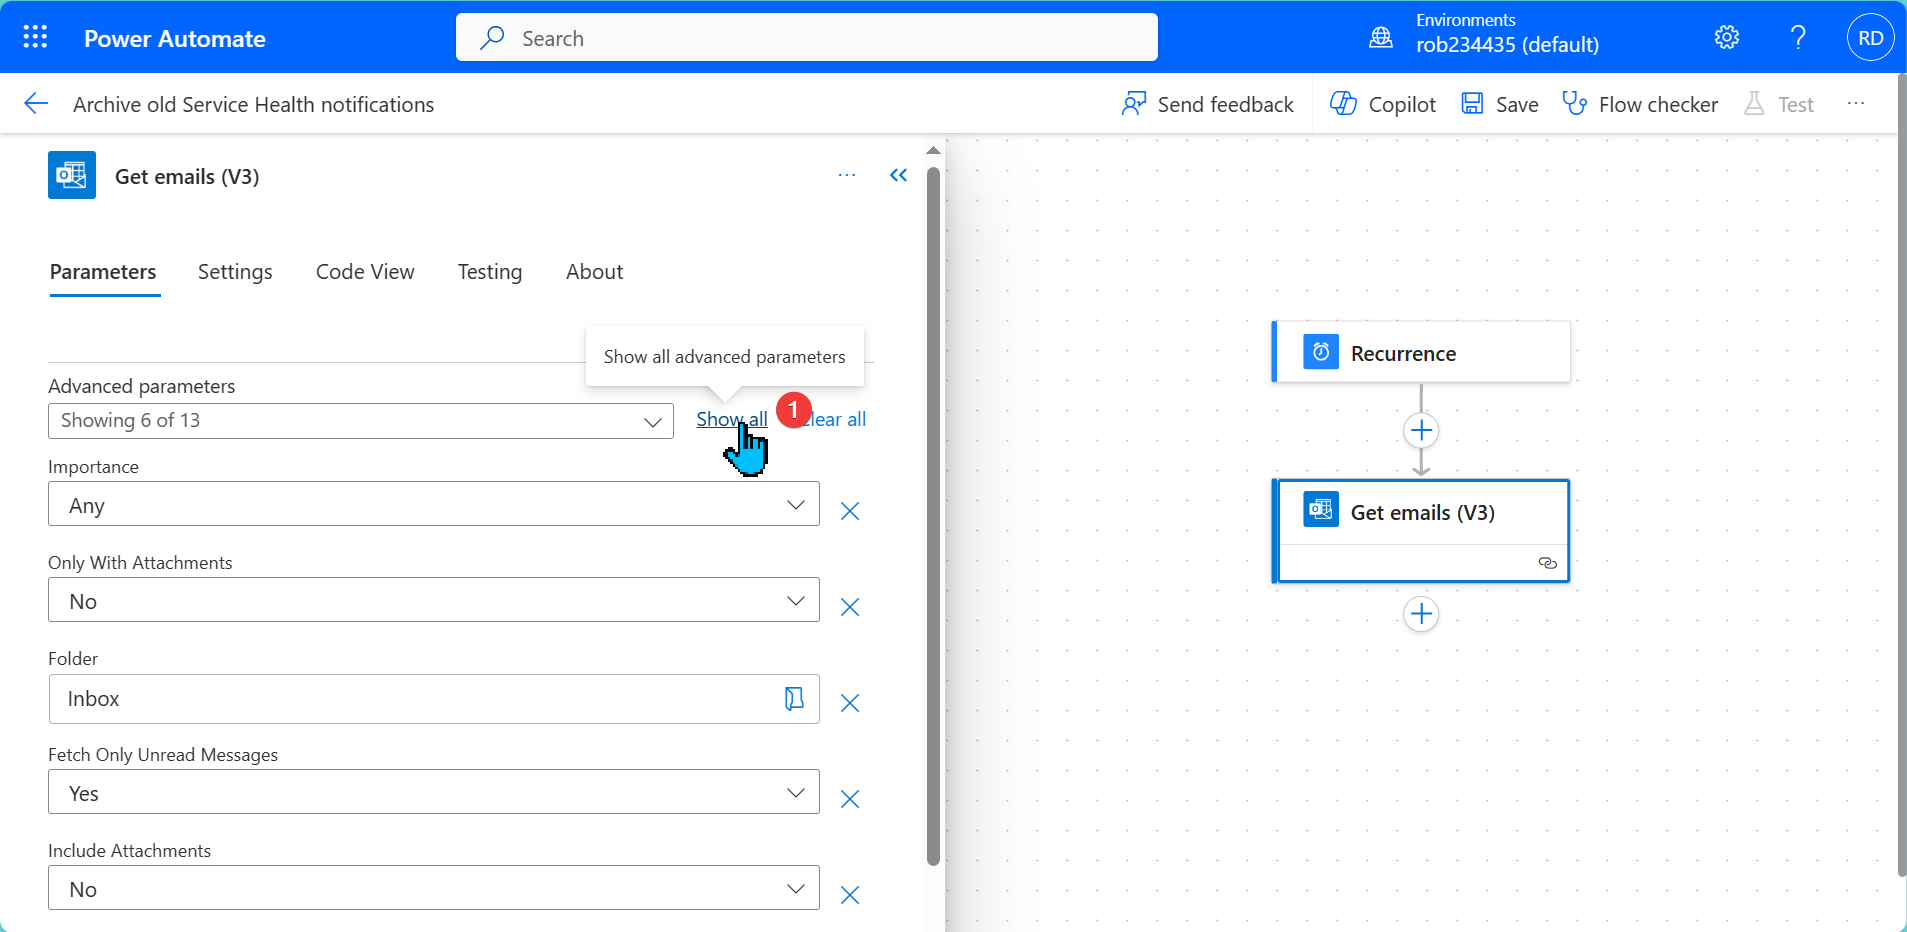 Power Automate
Search
Environments
rob234435 (default)
?
RD
Archive old Service Health notifications
Send feedback
Copilot
Save
Flow checker
Test
...
Get emails (V3)
...
Parameters
Settings
Code View
Testing
About
Show all advanced parameters
Advanced parameters
Showing 6 of 13
Show all
1
lear all
Importance
Any
Only With Attachments
No
Folder
Inbox
Fetch Only Unread Messages
Yes
Include Attachments
No
Recurrence
Get emails (V3)